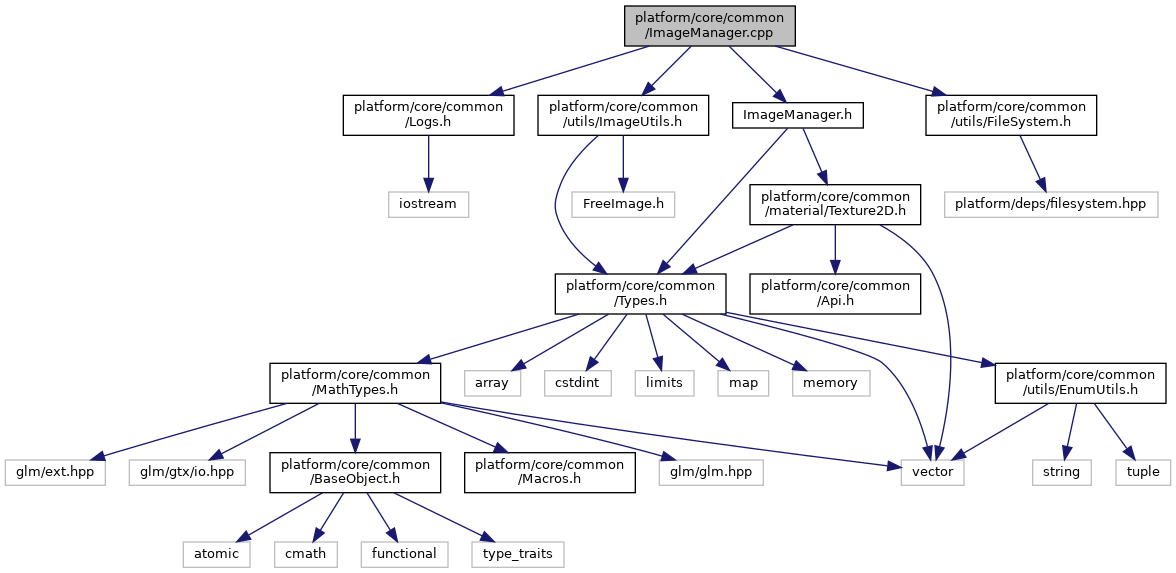 platform/core/common
/ImageManager.cpp
platform/core/common
/Logs.h
platform/core/common
/utils/ImageUtils.h
ImageManager.h
platform/core/common
/utils/FileSystem.h
iostream
FreeImage.h
platform/core/common
/material/Texture2D.h
platform/deps/filesystem.hpp
platform/core/common
/Types.h
platform/core/common
/Api.h
platform/core/common
/MathTypes.h
array
cstdint
limits
map
memory
platform/core/common
/utils/EnumUtils.h
glm/ext.hpp
glm/gtx/io.hpp
platform/core/common
/BaseObject.h
platform/core/common
/Macros.h
glm/glm.hpp
vector
string
tuple
atomic
cmath
functional
type_traits